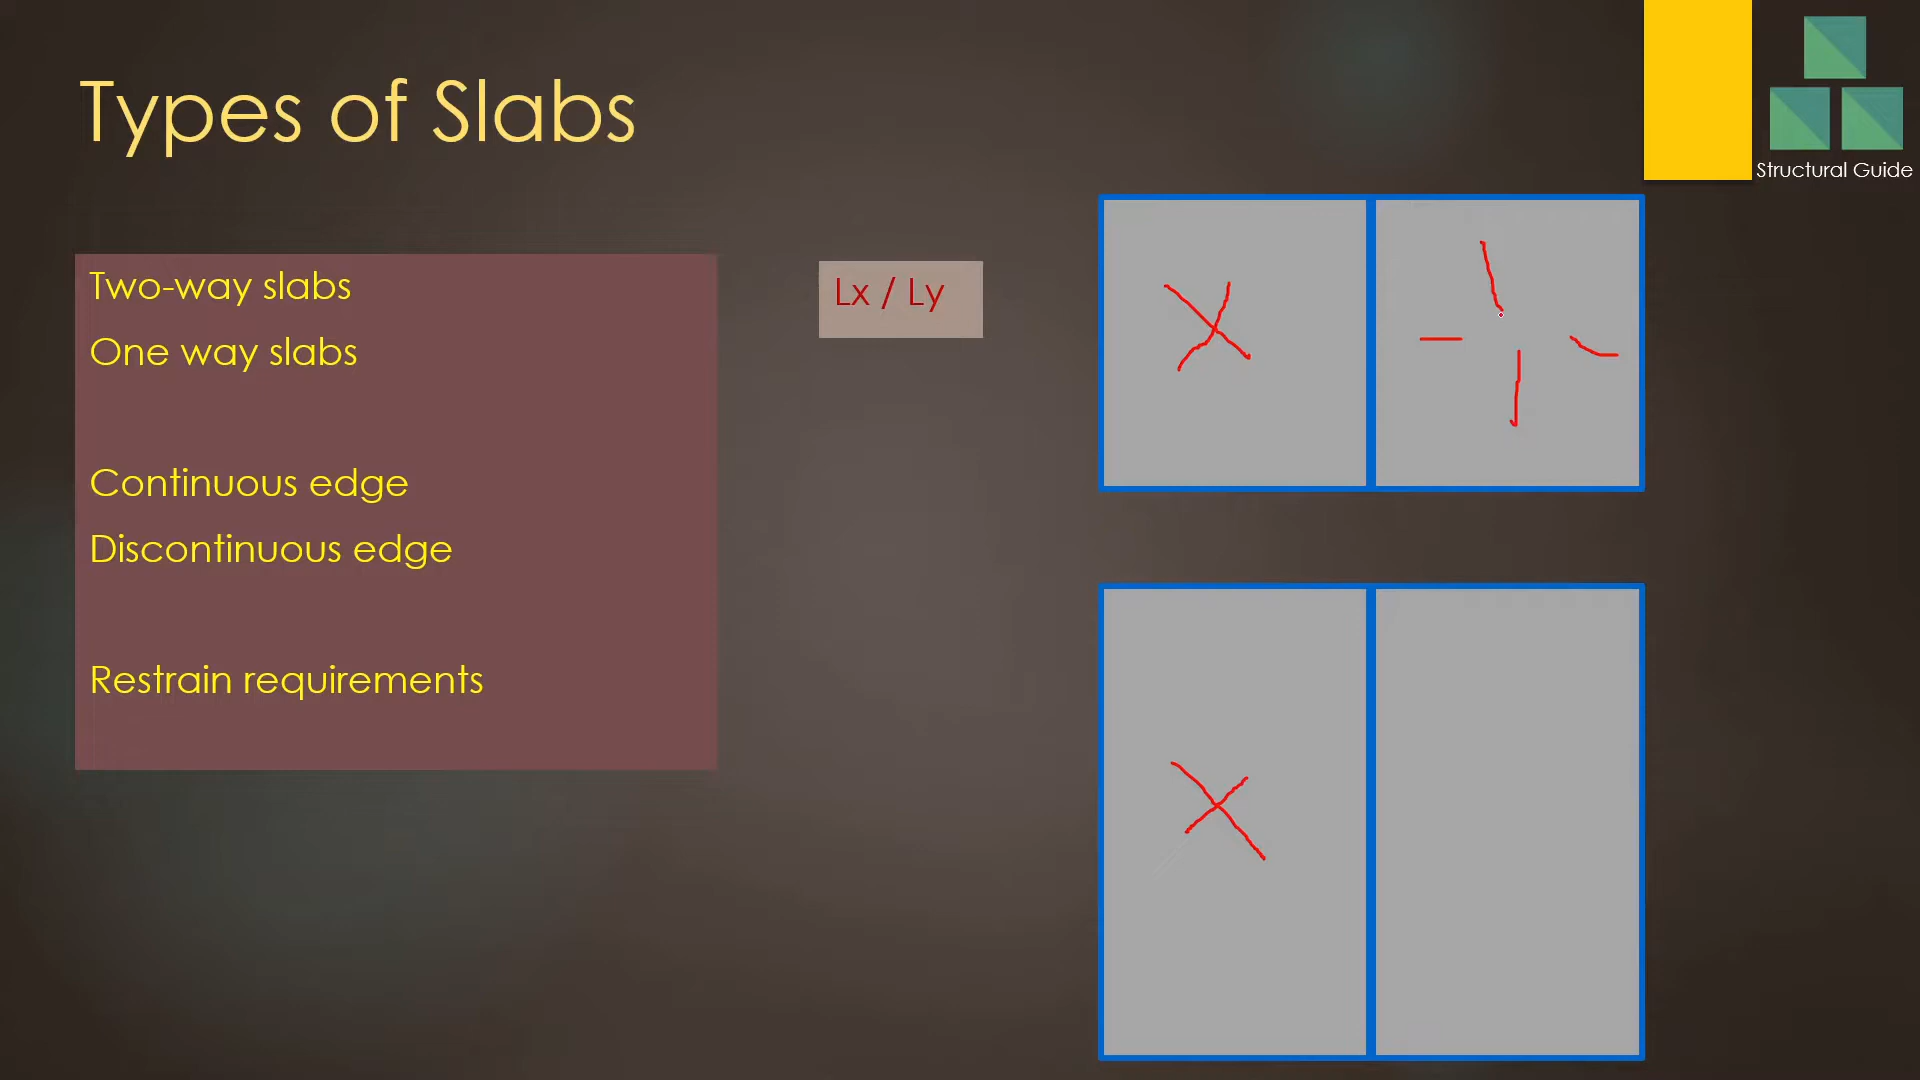 Types of Slabs
Structural Guide
Two-way slabs
One way slabs
Continuous edge
Discontinuous edge
Restrain requirements
Lx / Ly